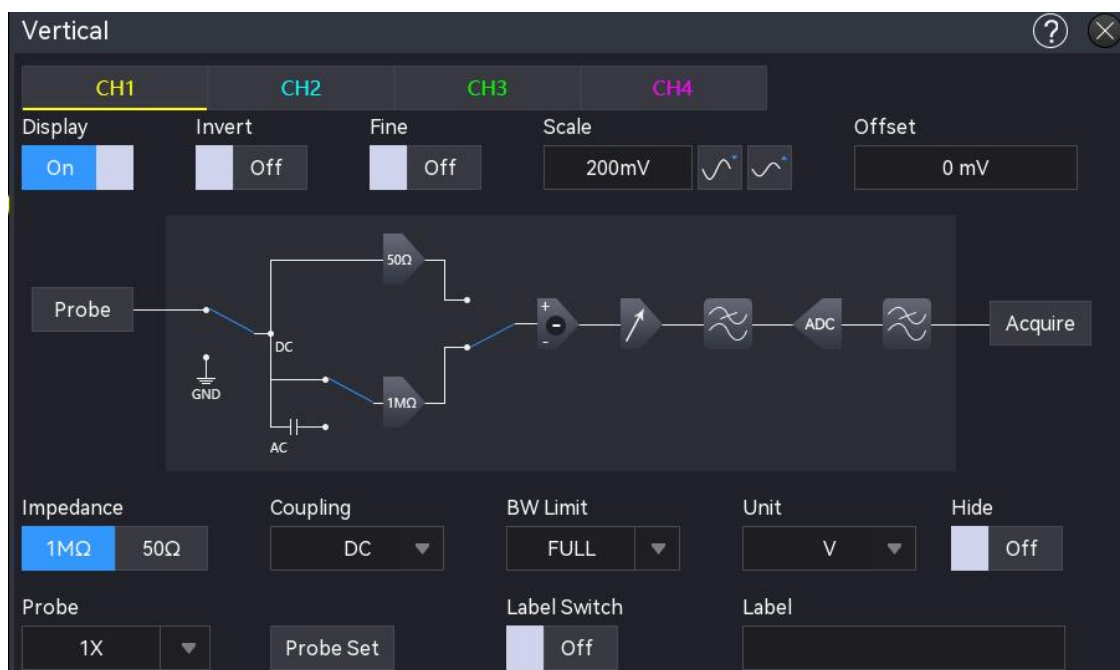 Vertical
?
CH1 CH2 CH3 CH4
Display Invert Fine Scale Offset
On Off Off 200mV 0 mV
50Ω
Probe + - - ADC Acquire
DC
GND
1MΩ
AC
Impedance Coupling BW Limit Unit Hide
1MΩ 50Ω DC FULL V Off
Probe Label Switch Label
1X Probe Set Off